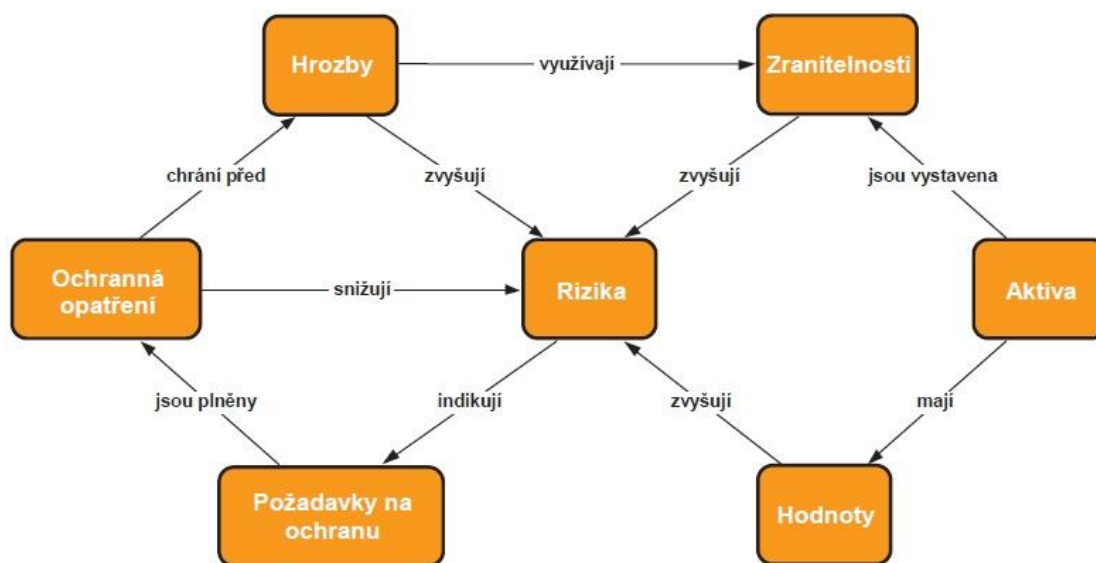 Hrozby
využívají
Zranitelnosti
chrání před
zvyšují
zvyšují
jsou vystavena
Ochranná
opatření
snižují
Rizika
Aktiva
jsou plněny
indikují
zvyšují
mají
Požadavky na
ochranu
Hodnoty